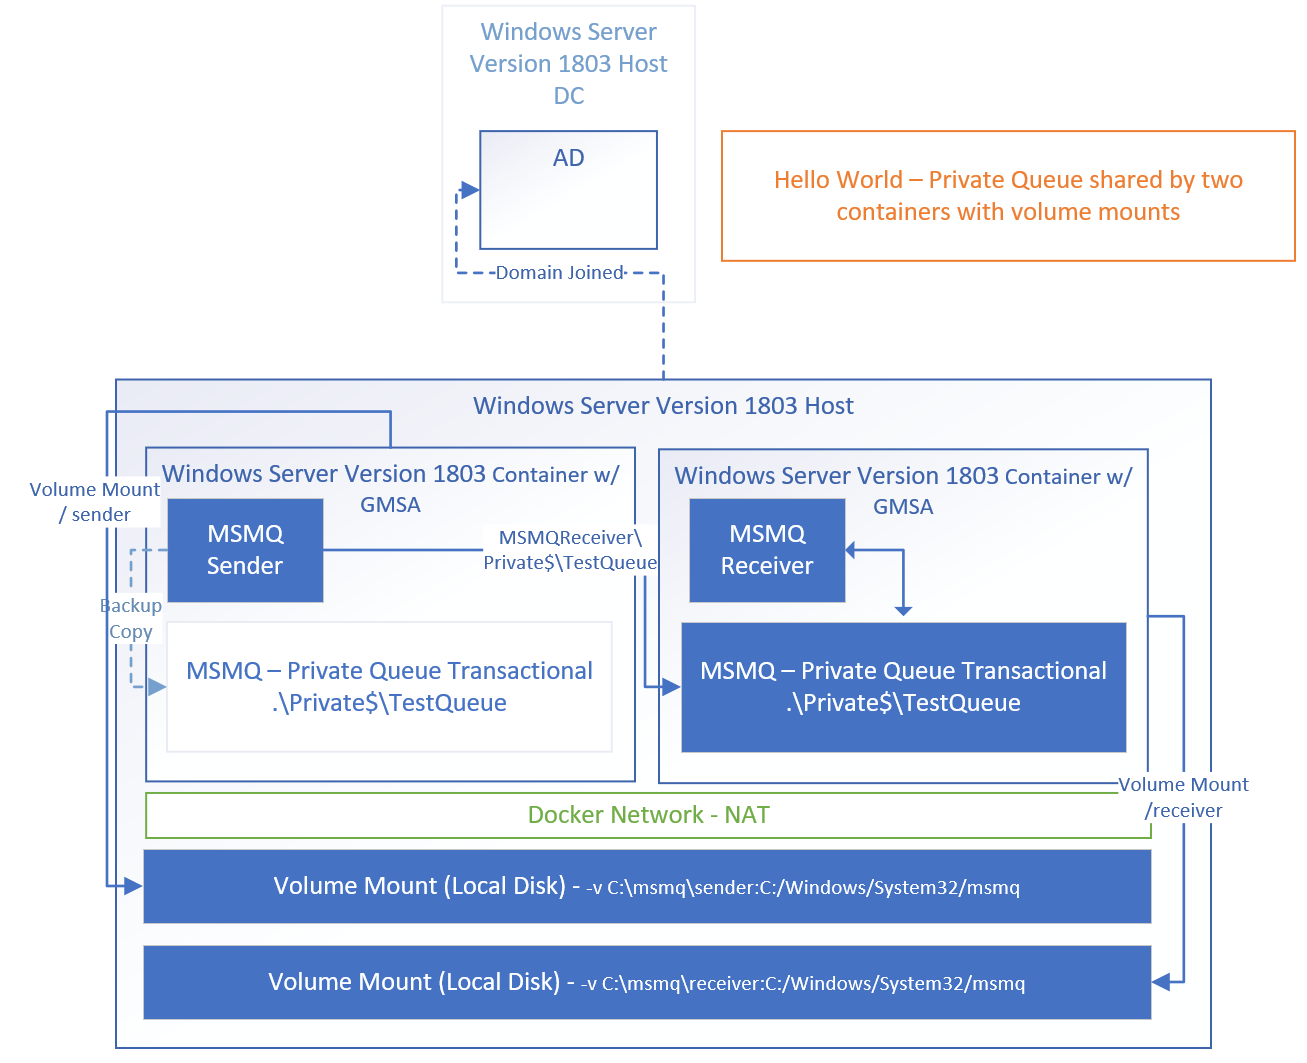 Windows Server
Version 1803 Host
DC
AD
Domain Joined
Hello World – Private Queue shared by two
containers with volume mounts
Windows Server Version 1803 Host
Volume Mount
/ sender
Windows Server Version 1803 Container w/
GMSA
MSMQ
Sender
Backup
Copy
MSMQ – Private Queue Transactional
.\Private$\TestQueue
MSMQReceiver\
Private$\TestQueue
Windows Server Version 1803 Container w/
GMSA
MSMQ
Receiver
MSMQ – Private Queue Transactional
.\Private$\TestQueue
Volume Mount
/receiver
Docker Network - NAT
Volume Mount (Local Disk) - -v C:\msmq\sender:C:/Windows/System32/msmq
Volume Mount (Local Disk) - -v C:\msmq\receiver:C:/Windows/System32/msmq